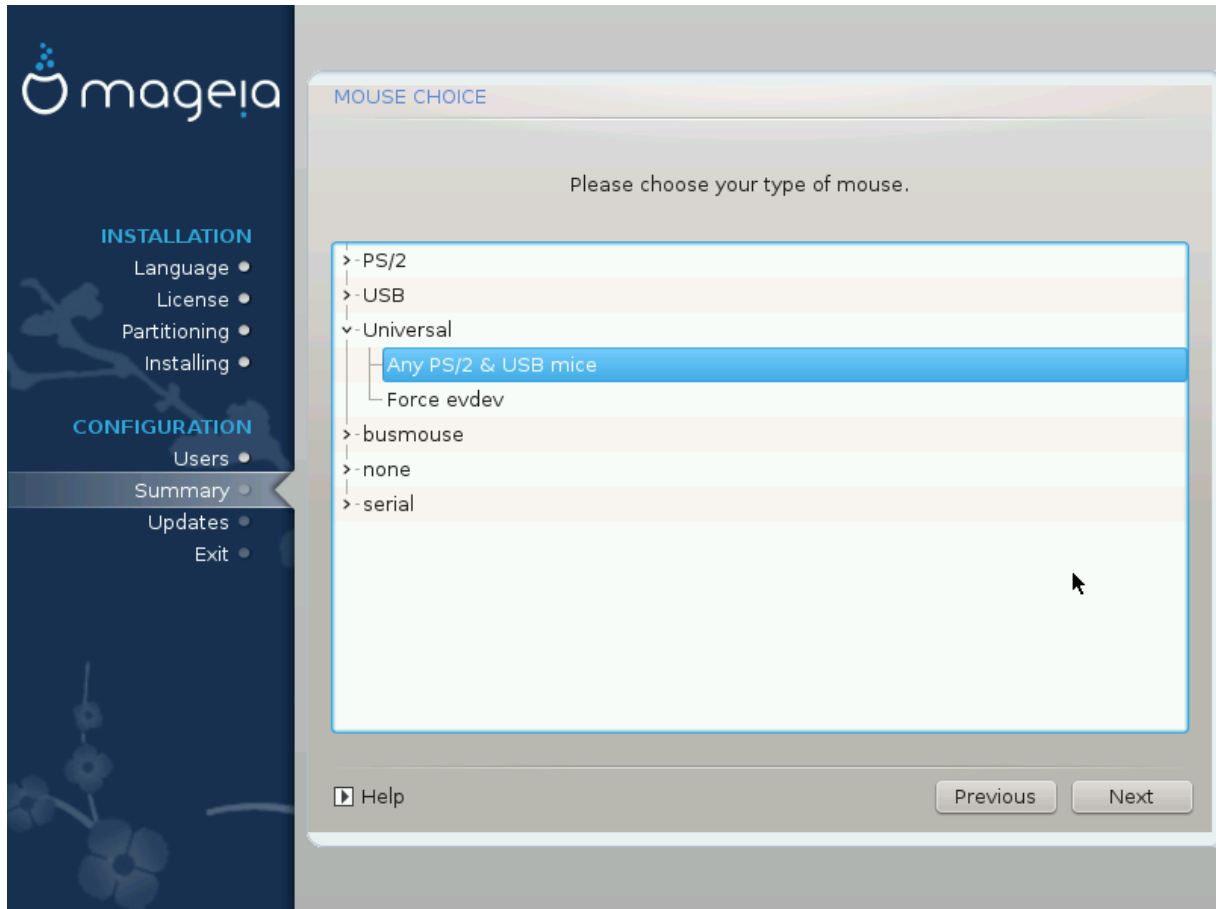 mageia
INSTALLATION
Language
License
Partitioning
Installing
CONFIGURATION
Users
Summary
Updates
Exit
MOUSE CHOICE
Please choose your type of mouse.
PS/2
USB
Universal
Any PS/2 & USB mice
Force evdev
busmouse
none
serial
Help
Previous
Next